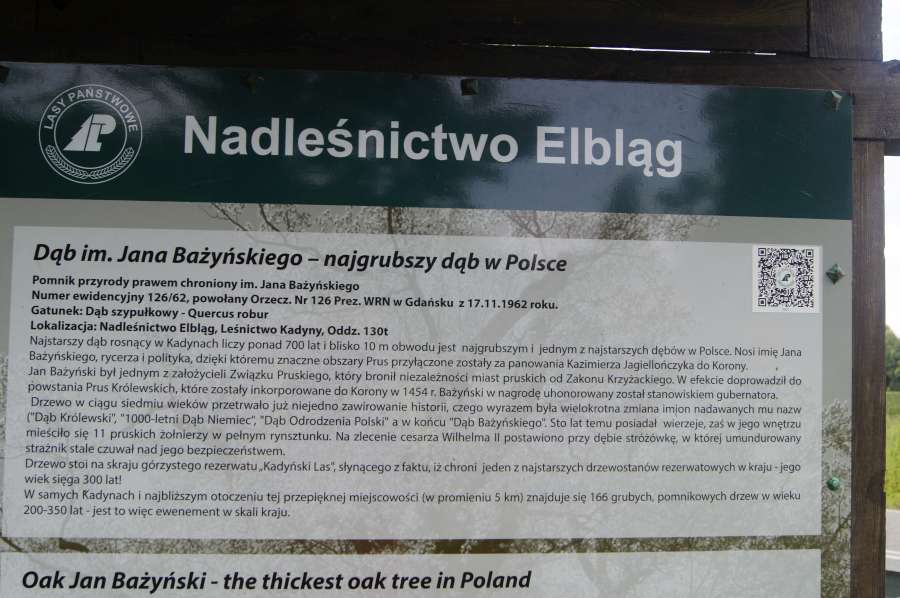 LASY PAŃSTWOWE
Nadleśnictwo Elbląg
Dąb im. Jana Bażyńskiego – najgrubszy dąb w Polsce
Pomnik przyrody prawem chroniony im. Jana Bażyńskiego
Numer ewidencyjny 126/62, powołany Orzecz. Nr 126 Prez. WRN w Gdańsku z 17.11.1962 roku.
Gatunek: Dąb szypułkowy - Quercus robur
Lokalizacja: Nadleśnictwo Elbląg, Leśnictwo Kadyny, Oddz. 130t
Najstarszy dąb rosnący w Kadynach liczy ponad 700 lat i blisko 10 m obwodu jest najgrubszym i jednym z najstarszych dębów w Polsce. Nosi imię Jana
Bażyńskiego, rycerza i polityka, dzięki któremu znaczne obszary Prus przyłączone zostały za panowania Kazimierza Jagiellończyka do Korony.
Jan Bażyński był jednym z założycieli Związku Pruskiego, który bronił niezależności miast pruskich od Zakonu Krzyżackiego. W efekcie doprowadził do
powstania Prus Królewskich, które zostały inkorporowane do Korony w 1454 r. Bażyński w nagrodę uhonorowany został stanowiskiem gubernatora.
Drzewo w ciągu siedmiu wieków przetrwało już niejedno zawirowanie historii, czego wyrazem była wielokrotna zmiana imion nadawanych mu nazw
("Dąb Królewski", "1000-letni Dąb Niemiec", "Dąb Odrodzenia Polski" a w końcu "Dąb Bażyńskiego". Sto lat temu posiadał wierzeje, zaś w jego wnętrzu
mieściło się 11 pruskich żołnierzy w pełnym rynsztunku. Na zlecenie cesarza Wilhelma II postawiono przy dębie stróżówkę, w której umundurowany
strażnik stale czuwał nad jego bezpieczeństwem.
Drzewo stoi na skraju górzystego rezerwatu „Kadyński Las", słynącego z faktu, iż chroni jeden z najstarszych drzewostanów rezerwatowych w kraju - jego
wiek sięga 300 lat!
W samych Kadynach i najbliższym otoczeniu tej przepięknej miejscowości (w promieniu 5 km) znajduje się 166 grubych, pomnikowych drzew w wieku
200-350 lat - jest to więc ewenement w skali kraju.
Oak Jan Bażyński - the thickest oak tree in Poland